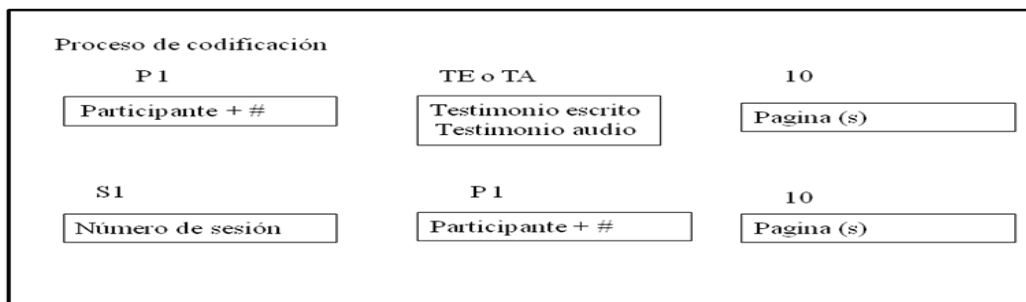 Proceso de codificación
P 1 TE o TA 10
Participante + # Testimonio escrito Pagina (s)
Testimonio audio
S1 P 1 10
Número de sesión Participante + # Pagina (s)